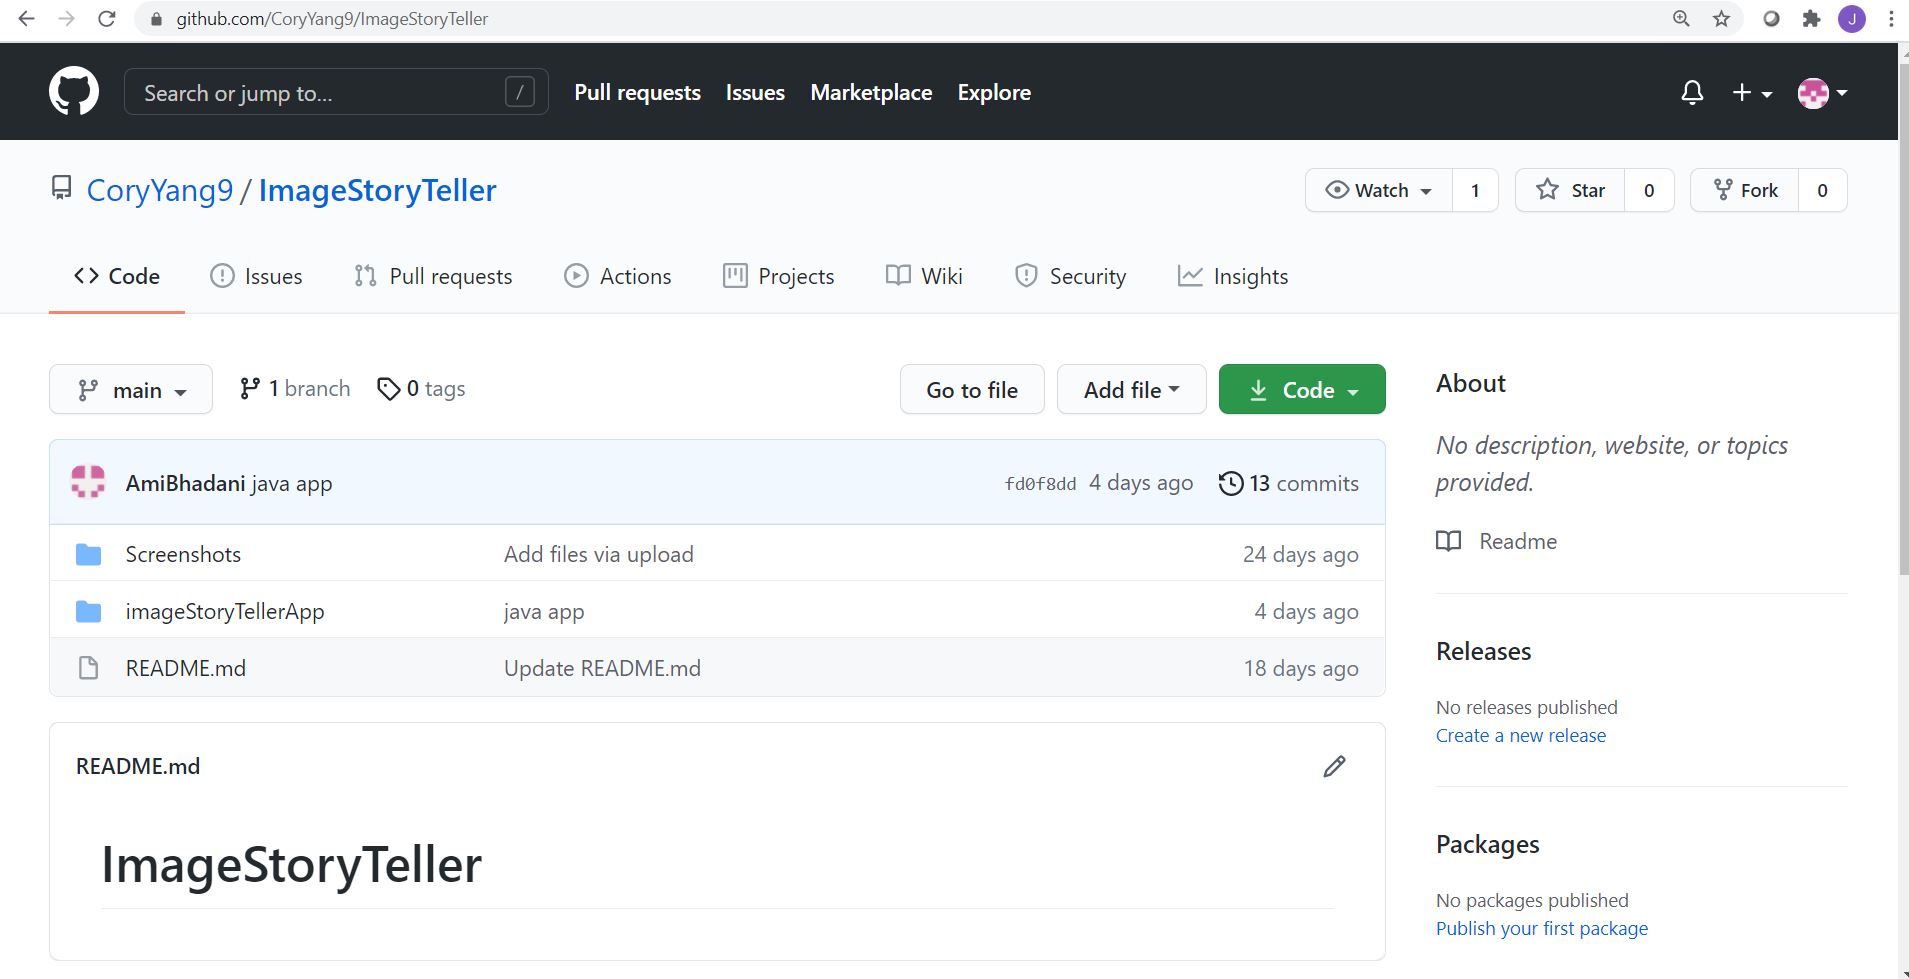 github.com/CoryYang9/ImageStoryTeller
J
Search or jump to... /
Pull requests Issues Marketplace Explore
CoryYang9 / ImageStoryTeller
Watch 1 Star 0 Fork 0
Code Issues Pull requests Actions Projects Wiki Security Insights
main 1 branch 0 tags Go to file Add file Code
AmiBhadani java app fd0f8dd 4 days ago 13 commits
Screenshots Add files via upload 24 days ago
imageStoryTellerApp java app 4 days ago
README.md Update README.md 18 days ago
README.md
ImageStoryTeller
About
No description, website, or topics
provided.
Readme
Releases
No releases published
Create a new release
Packages
No packages published
Publish your first package